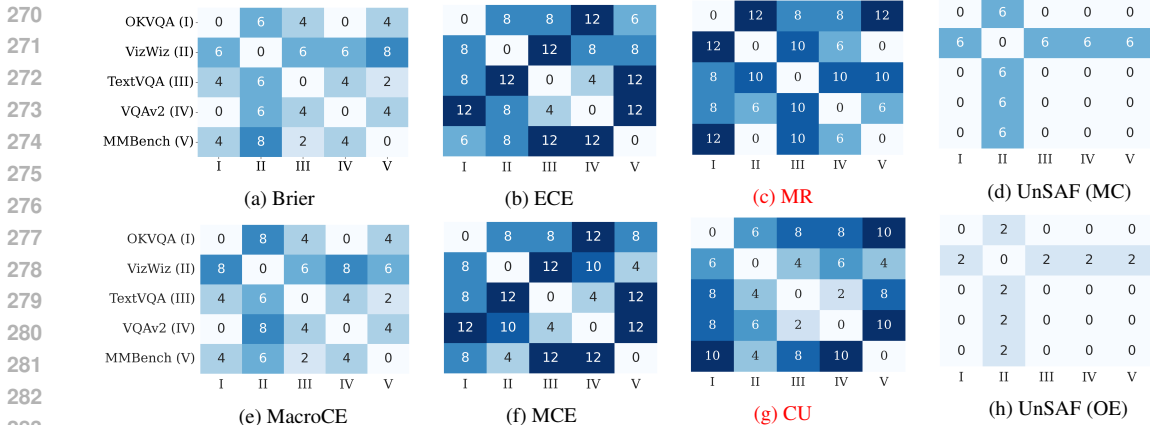 270
271
272
273
274
275
276
277
278
279
280
281
282
OKVQA (I) 0 6 4 0 4
VizWiz (II) 6 0 6 6 8
TextVQA (III) 4 6 0 4 2
VQAv2 (IV) 0 6 4 0 4
MMBench (V) 4 8 2 4 0
I II III IV V
(a) Brier
0 8 8 12 6
8 0 12 8 8
8 12 0 4 12
12 8 4 0 12
6 8 12 12 0
I II III IV V
(b) ECE
0 12 8 8 12
12 0 10 6 0
8 10 0 10 10
8 6 10 0 6
12 0 10 6 0
I II III IV V
(c) MR
0 6 0 0 0
6 0 6 6 6
0 6 0 0 0
0 6 0 0 0
0 6 0 0 0
I II III IV V
(d) UnSAF (MC)
OKVQA (I) 0 8 4 0 4
VizWiz (II) 8 0 6 8 6
TextVQA (III) 4 6 0 4 2
VQAv2 (IV) 0 8 4 0 4
MMBench (V) 4 6 2 4 0
I II III IV V
(e) MacroCE
0 8 8 12 8
8 0 12 10 4
8 12 0 4 12
12 10 4 0 12
8 4 12 12 0
I II III IV V
(f) MCE
0 6 8 8 10
6 0 4 6 4
8 4 0 2 8
8 6 2 0 10
10 4 8 10 0
I II III IV V
(g) CU
0 2 0 0 0
2 0 2 2 2
0 2 0 0 0
0 2 0 0 0
0 2 0 0 0
I II III IV V
(h) UnSAF (OE)